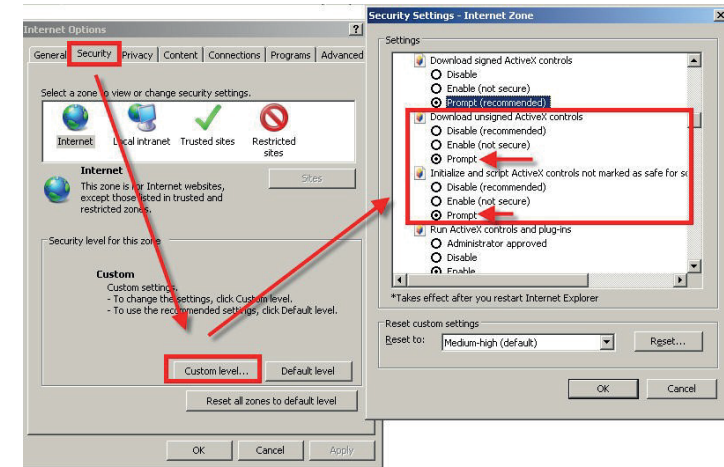 Internet Options
?
General Security Privacy Content Connections Programs Advanced
Select a zone to view or change security settings.
Internet Local intranet Trusted sites Restricted sites
Internet
Sites
This zone is for Internet websites,
except those listed in trusted and
restricted zones.
Security level for this zone
Custom
Custom settings.
- To change the settings, click Custom level.
- To use the recommended settings, click Default level.
Custom level... Default level
Reset all zones to default level
OK Cancel Apply
Security Settings - Internet Zone
X
Settings
Download signed ActiveX controls
Disable
Enable (not secure)
Prompt (recommended)
Download unsigned ActiveX controls
Disable (recommended)
Enable (not secure)
Prompt
Initialize and script ActiveX controls not marked as safe for
Disable (recommended)
Enable (not secure)
Prompt
Run ActiveX controls and plug-ins
Administrator approved
Disable
Enable
*Takes effect after you restart Internet Explorer
Reset custom settings
Reset to: Medium-high (default) Reset...
OK Cancel